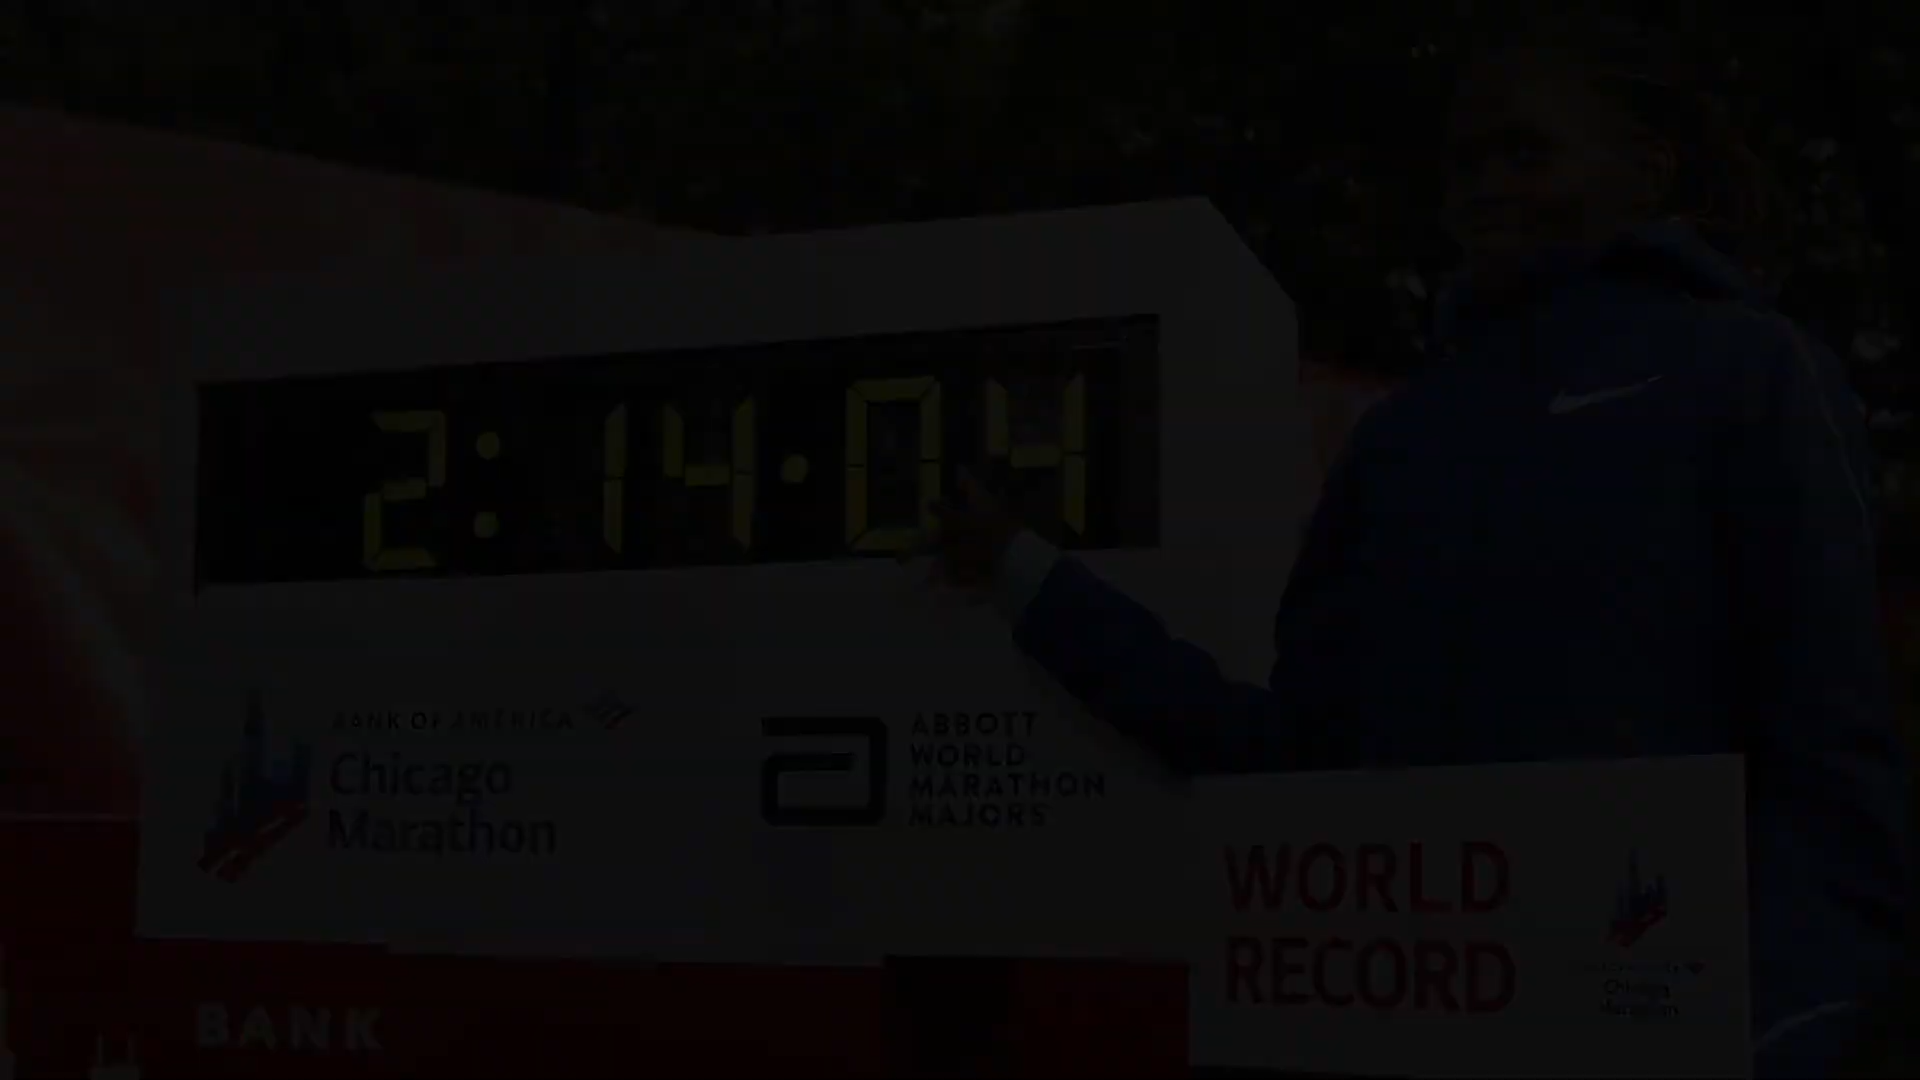 2:14.04
BANK OF AMERICA
Chicago
Marathon
ABBOTT
WORLD
MARATHON
MAJORS
WORLD
RECORD
Chicago
Marathon
BANK